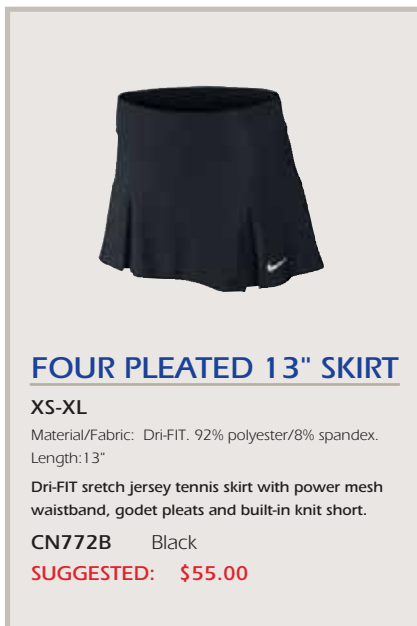 FOUR PLEATED 13" SKIRT
XS-XL
Material/Fabric: Dri-FIT. 92% polyester/8% spandex.
Length:13"
Dri-FIT sretch jersey tennis skirt with power mesh
waistband, godet pleats and built-in knit short.
CN772B Black
SUGGESTED: $55.00